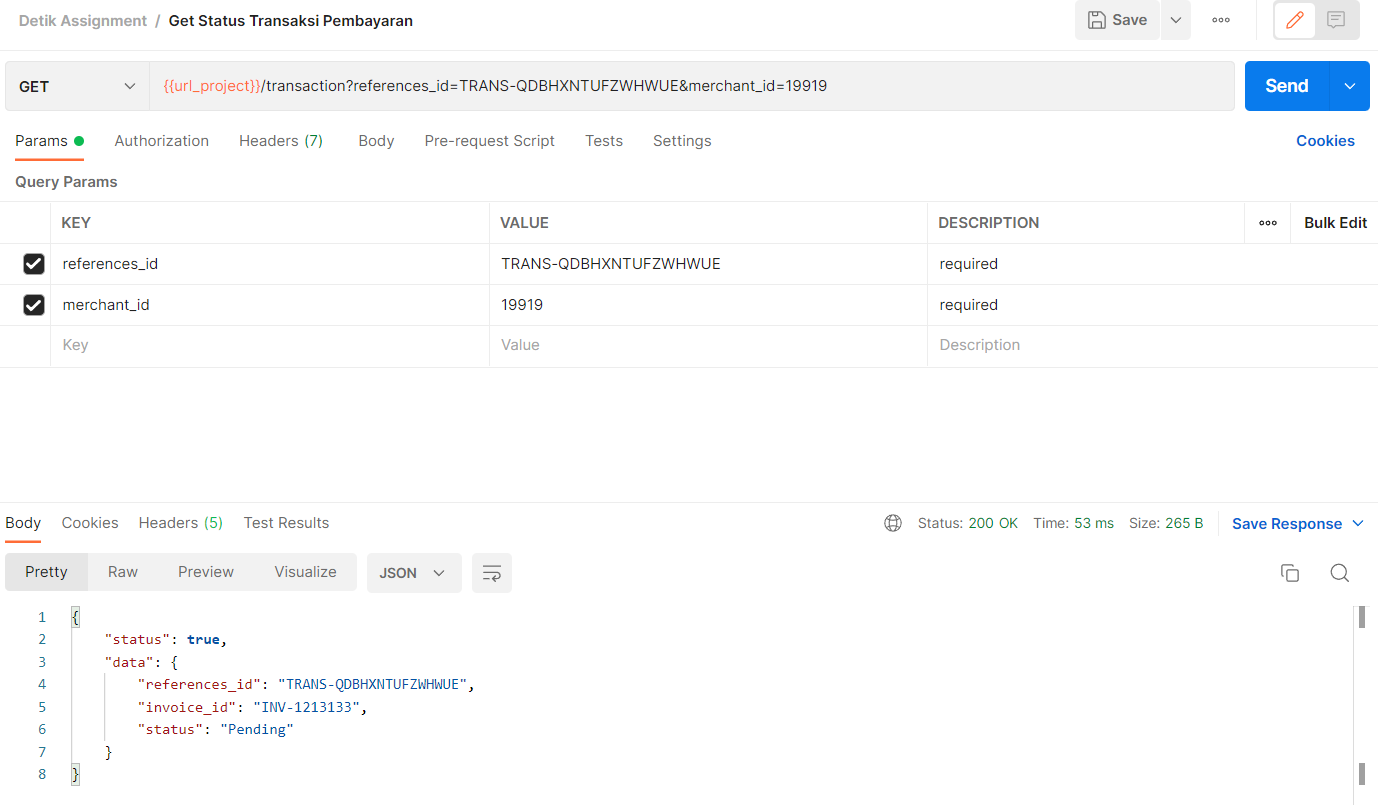 Detik Assignment / Get Status Transaksi Pembayaran
Save
GET
{{url_project}}/transaction?references_id=TRANS-QDBHXNTUFZWHWUE&merchant_id=19919
Send
Params Authorization Headers (7) Body Pre-request Script Tests Settings Cookies
Query Params
KEY VALUE DESCRIPTION Bulk Edit
references_id TRANS-QDBHXNTUFZWHWUE required
merchant_id 19919 required
Key Value Description
Body Cookies Headers (5) Test Results Status: 200 OK Time: 53 ms Size: 265 B Save Response
Pretty Raw Preview Visualize JSON
1 {
2 "status": true,
3 "data": {
4 "references_id": "TRANS-QDBHXNTUFZWHWUE",
5 "invoice_id": "INV-1213133",
6 "status": "Pending"
7 }
8 }